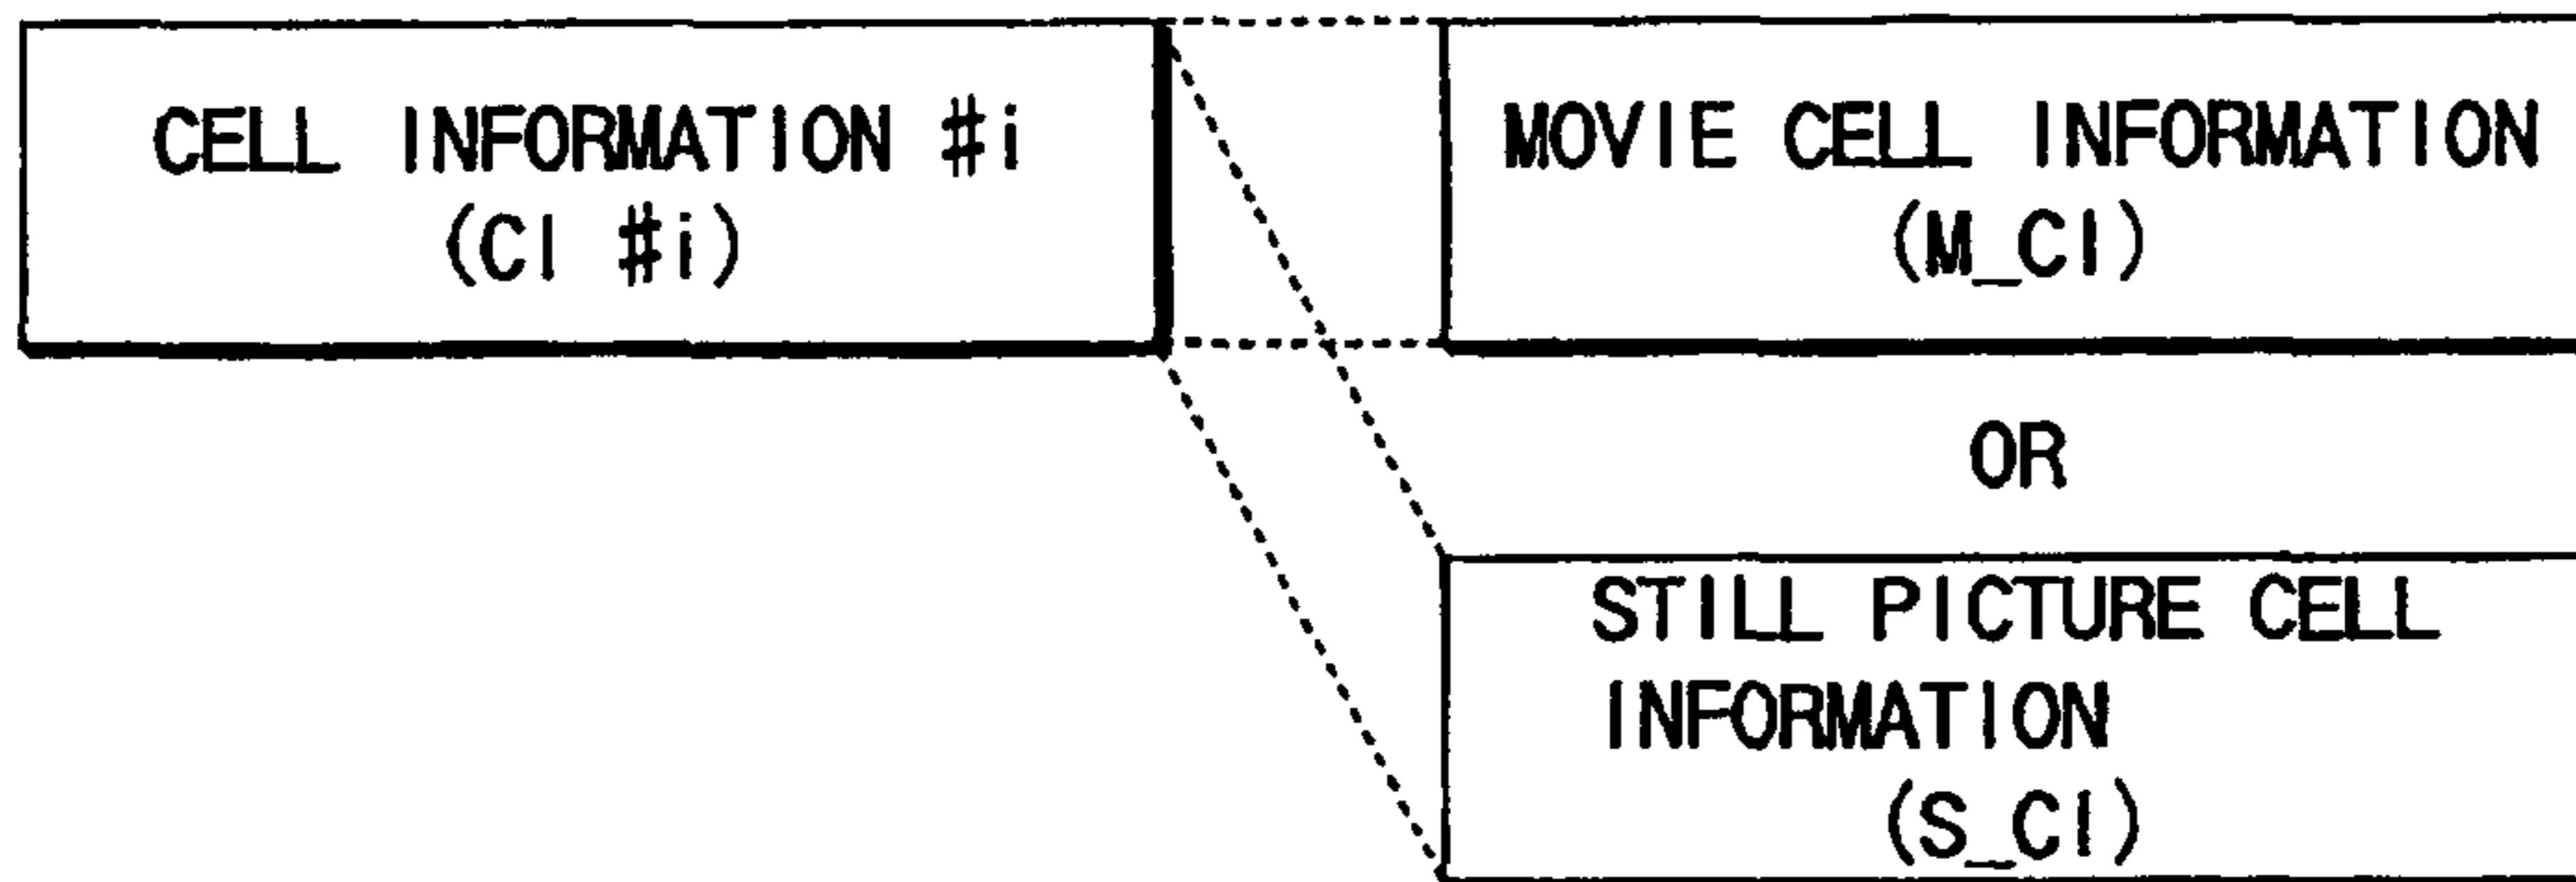 CELL INFORMATION #i
(CI #i)
MOVIE CELL INFORMATION
(M_CI)
OR
STILL PICTURE CELL
INFORMATION
(S_CI)